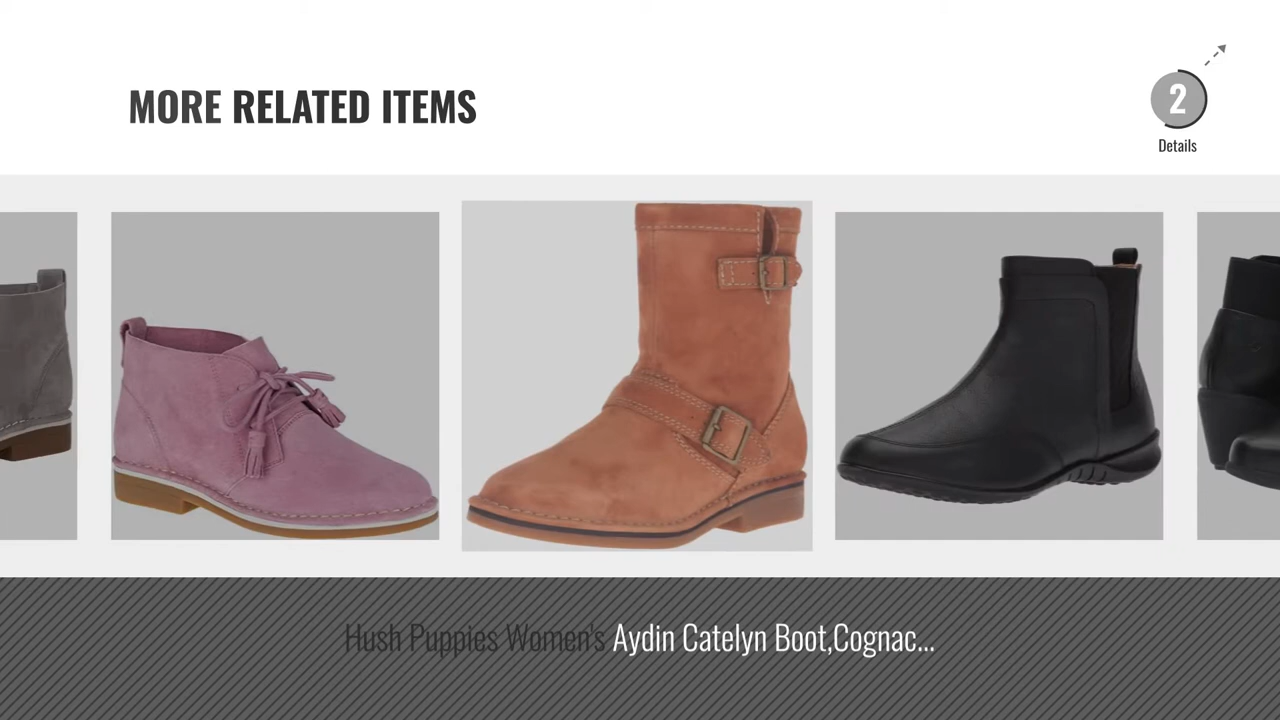 MORE RELATED ITEMS
2
Details
Hush Puppies Women's Aydin Catelyn Boot,Cognac...